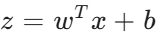 z = w^T x + b